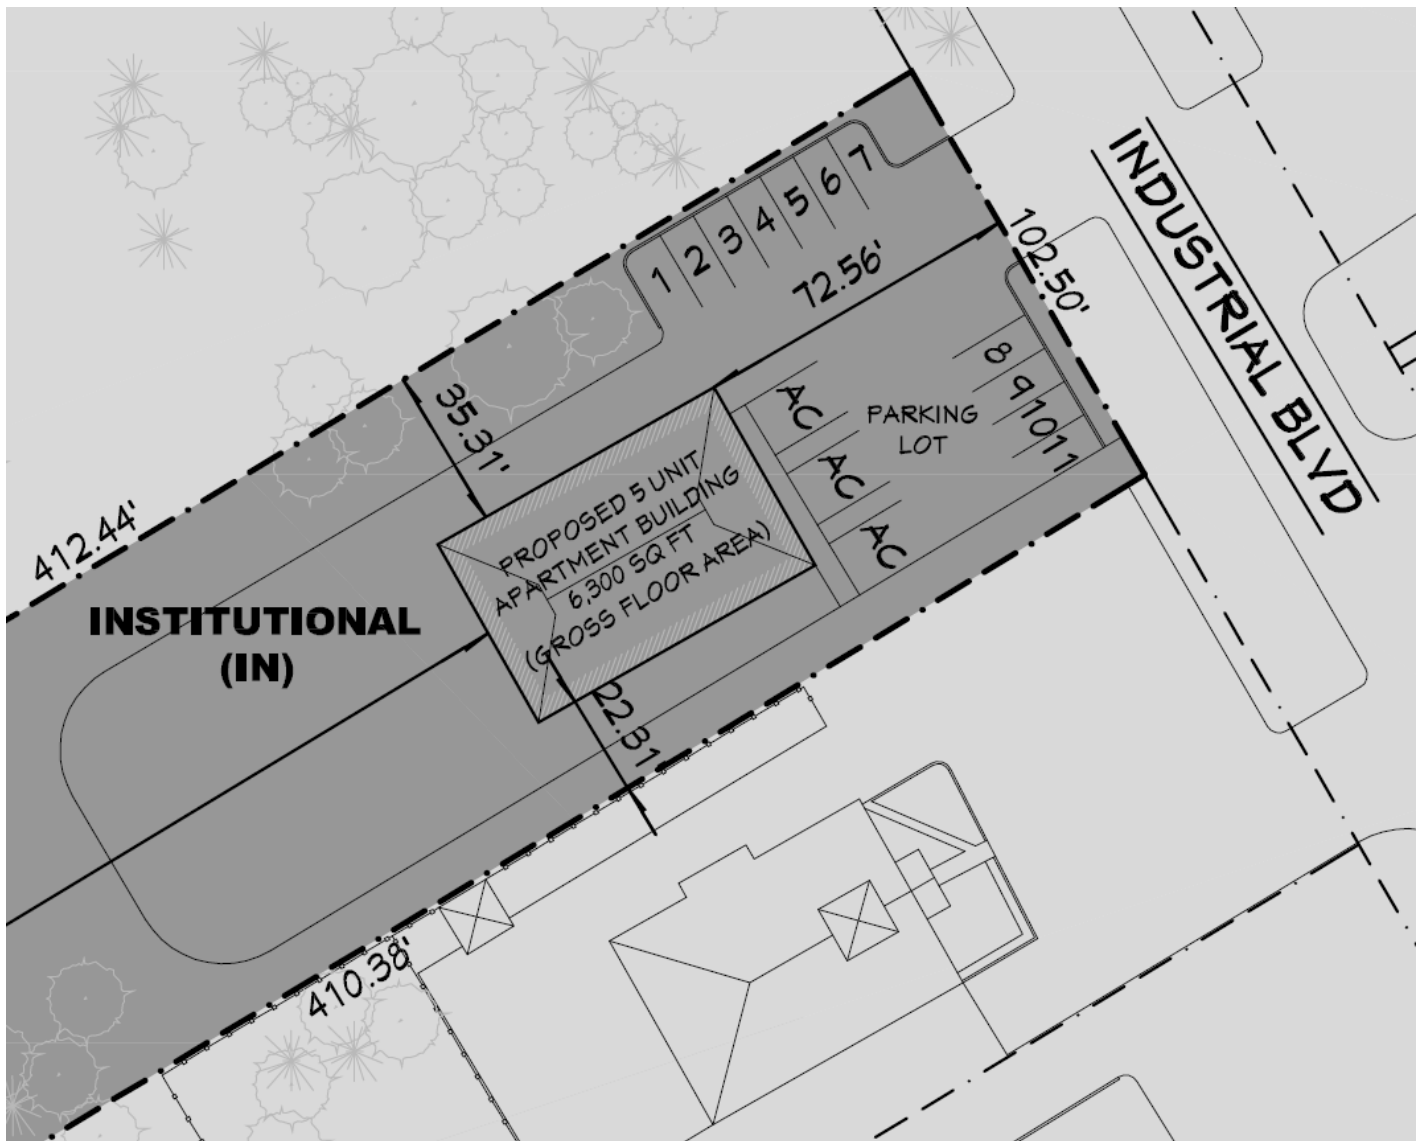 INDUSTRIAL BLVD
1
2
3
4
5
6
7
72.56'
102.50'
35.31'
8
9
10
11
AC
AC
AC
PARKING
LOT
PROPOSED 5 UNIT
APARTMENT BUILDING
6,300 SQ FT
(GROSS FLOOR AREA)
412.44'
INSTITUTIONAL
(IN)
22.31'
410.38'